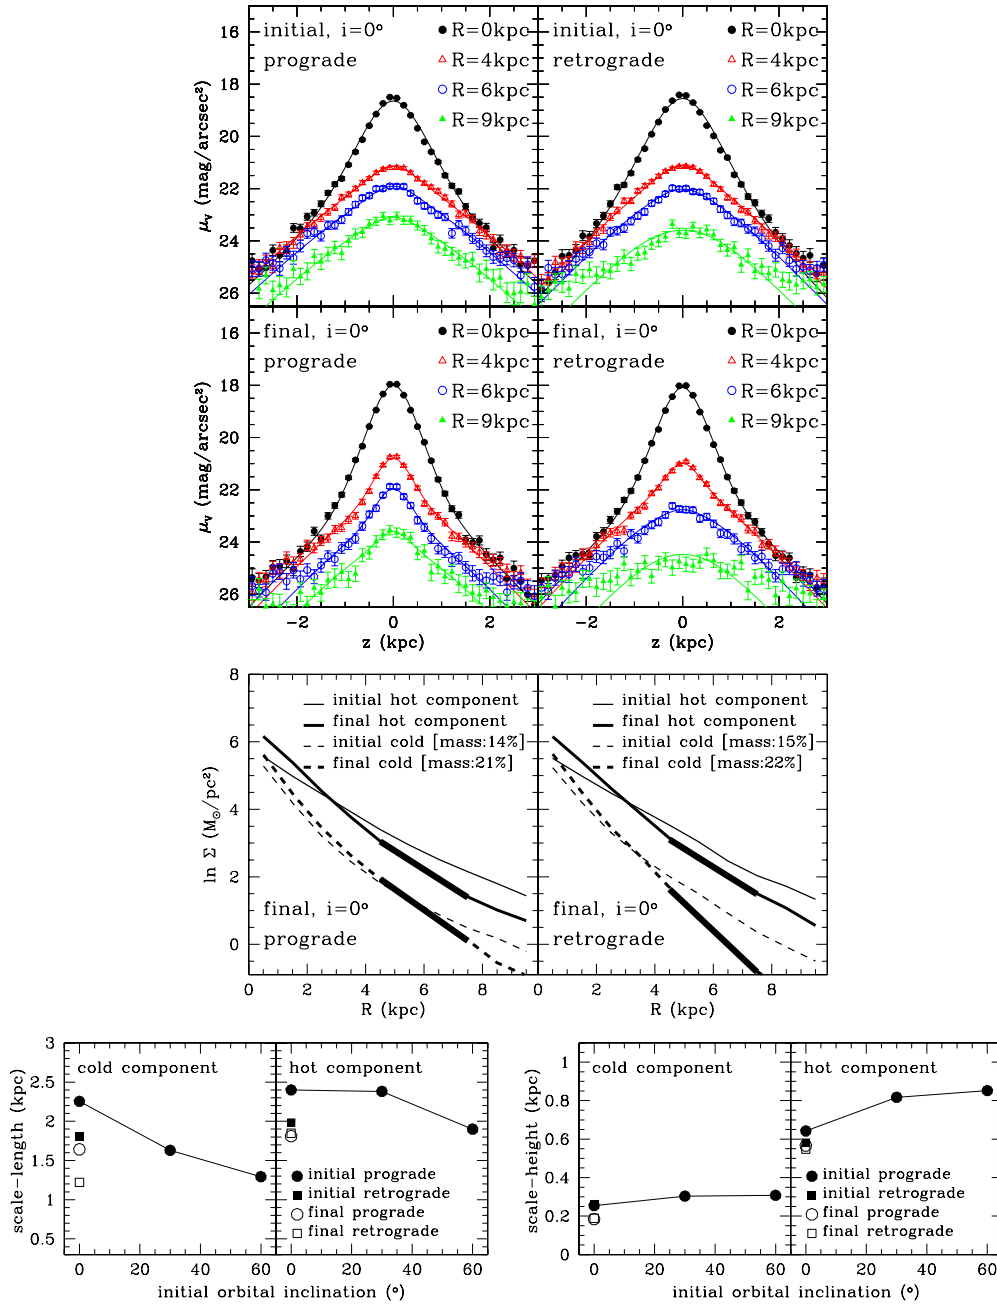 initial, i=0° R=0kpc
prograde R=4kpc
R=6kpc
R=9kpc
initial, i=0° R=0kpc
retrograde R=4kpc
R=6kpc
R=9kpc
16
18
20
22
24
26
μv (mag/arcsec²)
final, i=0° R=0kpc
prograde R=4kpc
R=6kpc
R=9kpc
final, i=0° R=0kpc
retrograde R=4kpc
R=6kpc
R=9kpc
16
18
20
22
24
26
μv (mag/arcsec²)
−2 0 2
−2 0 2
z (kpc)
z (kpc)
8
6
4
2
0
ln Σ (M⊙/pc²)
initial hot component
final hot component
initial cold [mass:14%]
final cold [mass:21%]
final, i=0°
prograde
initial hot component
final hot component
initial cold [mass:15%]
final cold [mass:22%]
final, i=0°
retrograde
0 2 4 6 8
0 2 4 6 8
R (kpc)
R (kpc)
3
2.5
2
1.5
1
0.5
scale−length (kpc)
cold component
hot component
initial prograde
initial retrograde
final prograde
final retrograde
0 20 40 60
0 20 40 60
initial orbital inclination (°)
1
0.8
0.6
0.4
0.2
0
scale−height (kpc)
cold component
hot component
initial prograde
initial retrograde
final prograde
final retrograde
0 20 40 60
0 20 40 60
initial orbital inclination (°)